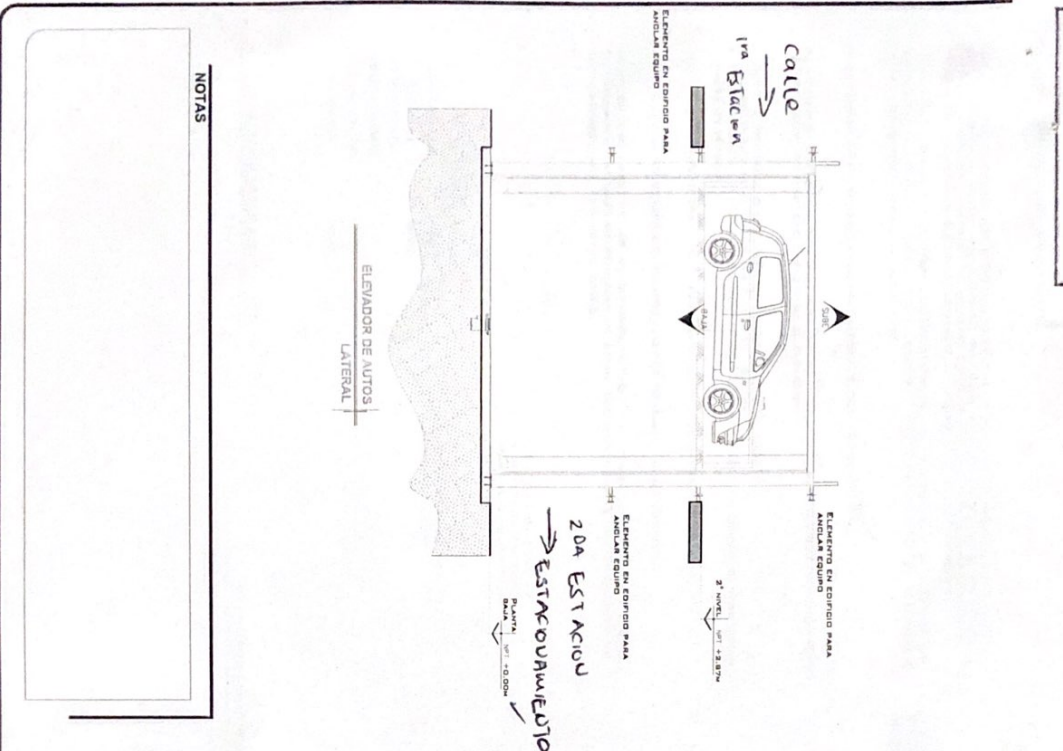 ELEMENTO EN EDIFICIO PARA
ANCLAR EQUIPO
Calle
1ra Estacion
SUBE
BAJA
ELEMENTO EN EDIFICIO PARA
ANCLAR EQUIPO
2° NIVEL NPT +2.87M
ELEMENTO EN EDIFICIO PARA
ANCLAR EQUIPO
2DA ESTACION
ESTACIONAMIENTO
PLANTA
BAJA NPT +0.00M
ELEVADOR DE AUTOS
LATERAL
NOTAS